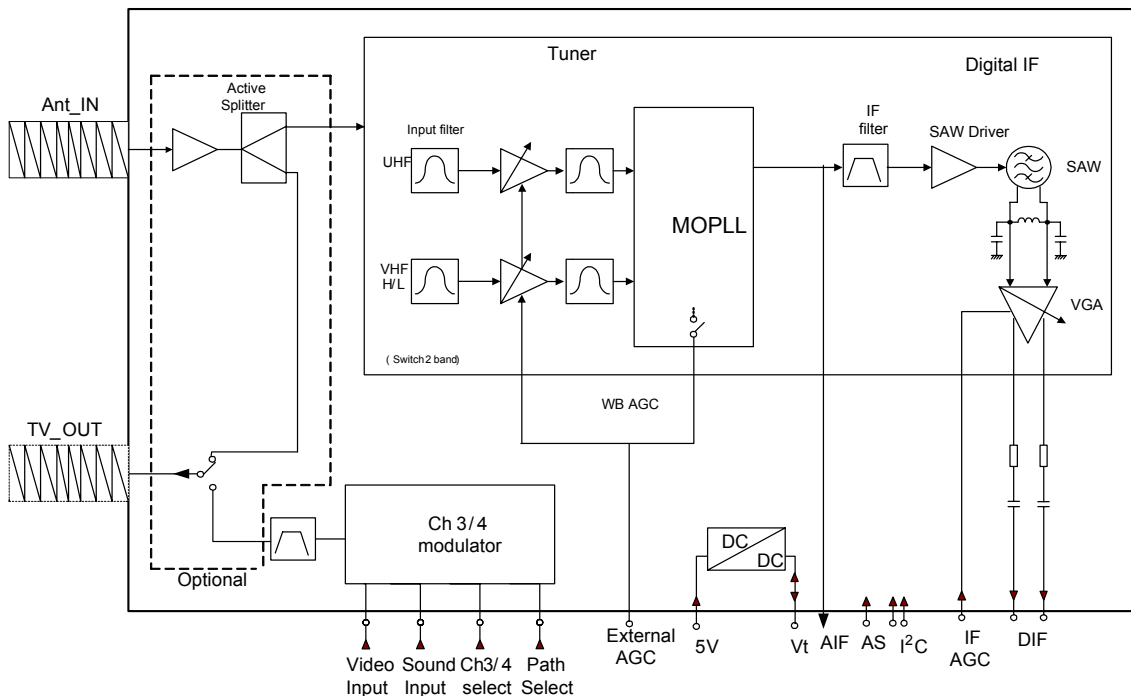 Tuner
Digital IF
Ant_IN
Active
Splitter
Input filter
IF
filter
SAW Driver
UHF
SAW
MOPLL
VHF
H/L
VGA
( Switch2 band)
WB AGC
TV_OUT
Ch 3/4
modulator
DC
DC
Optional
External
AGC
5V
Vt
AIF
AS
I²C
IF
AGC
DIF
Video
Input
Sound
Input
Ch3/4
select
Path
Select